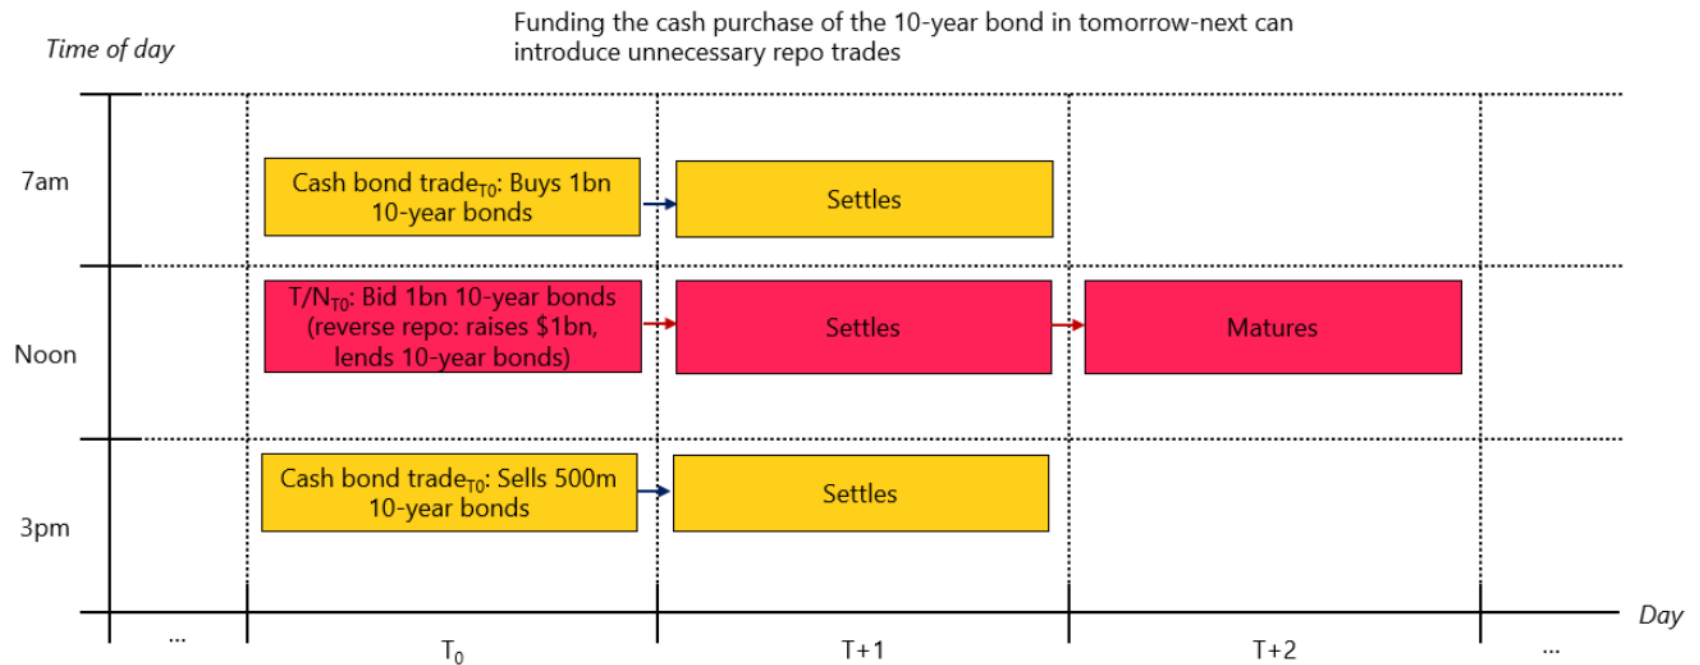 Funding the cash purchase of the 10-year bond in tomorrow-next can
introduce unnecessary repo trades
Time of day
7am
Cash bond tradeT0: Buys 1bn
10-year bonds
Settles
Noon
T/NT0: Bid 1bn 10-year bonds
(reverse repo: raises $1bn,
lends 10-year bonds)
Settles
Matures
3pm
Cash bond tradeT0: Sells 500m
10-year bonds
Settles
Day
...
T0
T+1
T+2
...